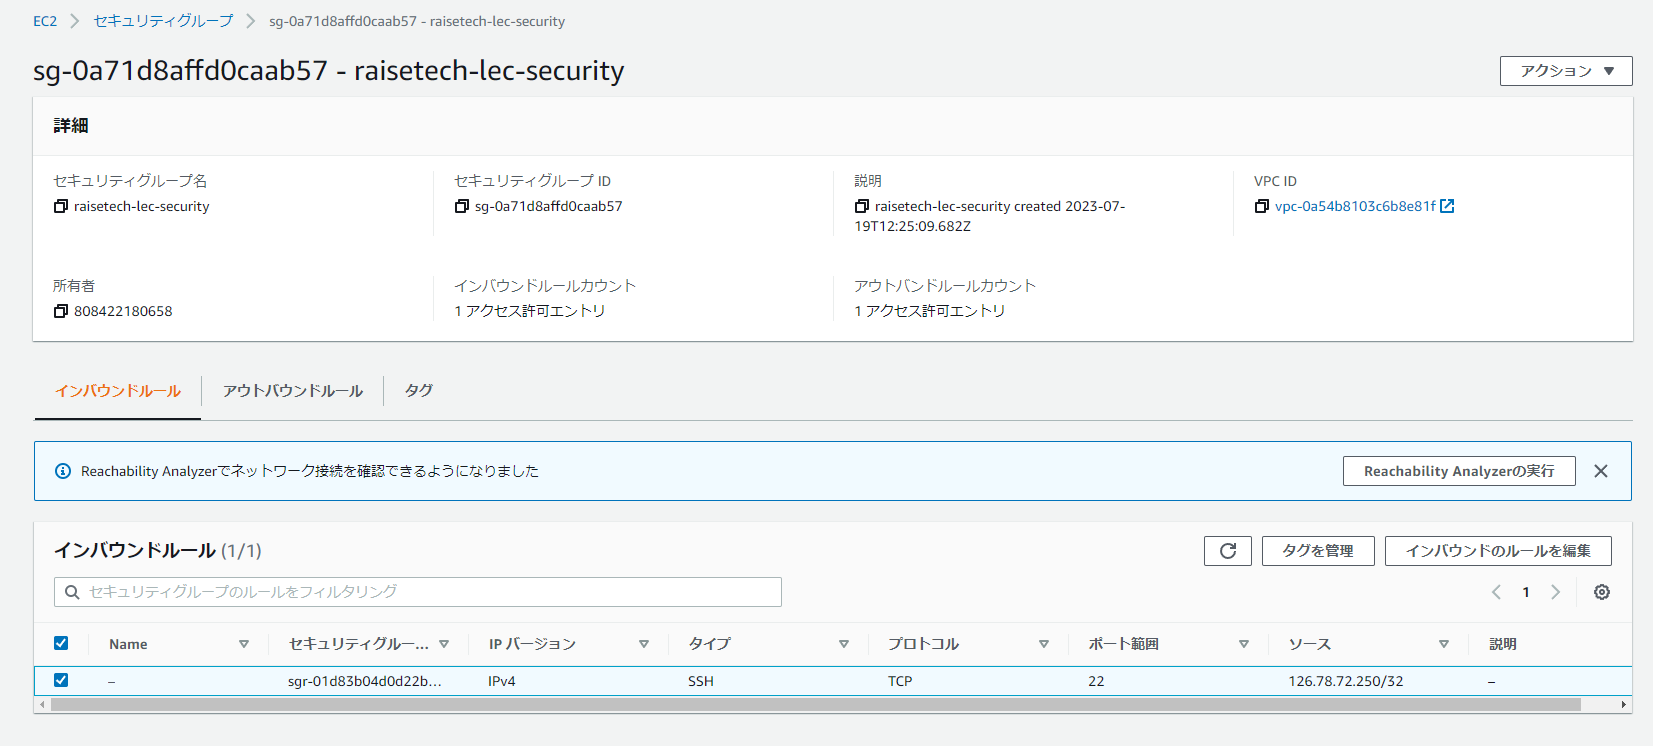 EC2 > セキュリティグループ > sg-0a71d8affd0caab57 - raisetech-lec-security
sg-0a71d8affd0caab57 - raisetech-lec-security
アクション ▼
詳細
セキュリティグループ名
raisetech-lec-security
セキュリティグループ ID
sg-0a71d8affd0caab57
説明
raisetech-lec-security created 2023-07-
19T12:25:09.682Z
VPC ID
vpc-0a54b8103c6b8e81f
所有者
808422180658
インバウンドルールカウント
1 アクセス許可エントリ
アウトバンドルールカウント
1 アクセス許可エントリ
インバウンドルール アウトバウンドルール タグ
Reachability Analyzerでネットワーク接続を確認できるようになりました
Reachability Analyzerの実行
インバウンドルール (1/1)
タグを管理 インバウンドのルールを編集
セキュリティグループのルールをフィルタリング
1
Name セキュリティグルー... IP バージョン タイプ プロトコル ポート範囲 ソース 説明
– sgr-01d83b04d0d22b... IPv4 SSH TCP 22 126.78.72.250/32 –